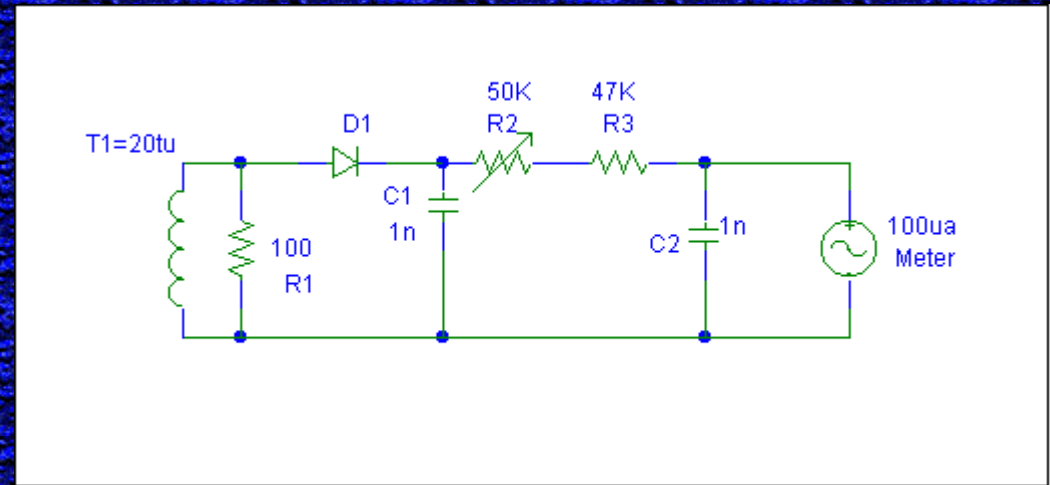 50K
47K
R2
R3
D1
T1=20tu
C1
1n
100
R1
C2
1n
100ua
Meter